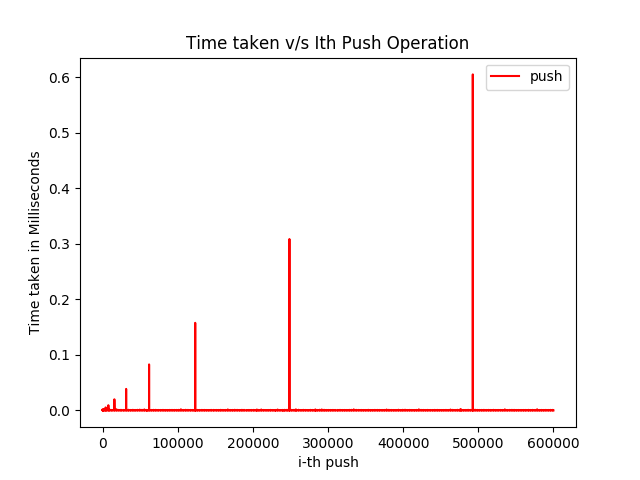 Time taken v/s Ith Push Operation
push
Time taken in Milliseconds
0.6
0.5
0.4
0.3
0.2
0.1
0.0
0 100000 200000 300000 400000 500000 600000
i-th push